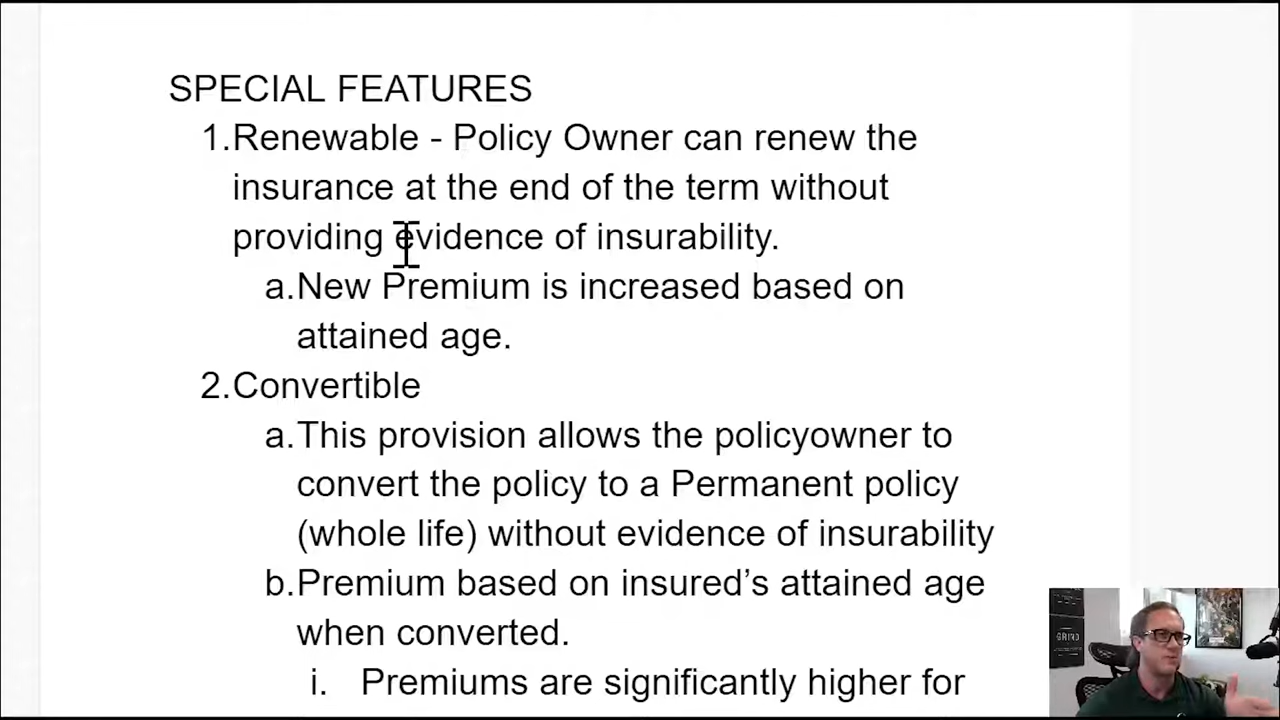 SPECIAL FEATURES
1. Renewable - Policy Owner can renew the
insurance at the end of the term without
providing evidence of insurability.
a. New Premium is increased based on
attained age.
2. Convertible
a. This provision allows the policyowner to
convert the policy to a Permanent policy
(whole life) without evidence of insurability
b. Premium based on insured’s attained age
when converted.
i. Premiums are significantly higher for
GRIND